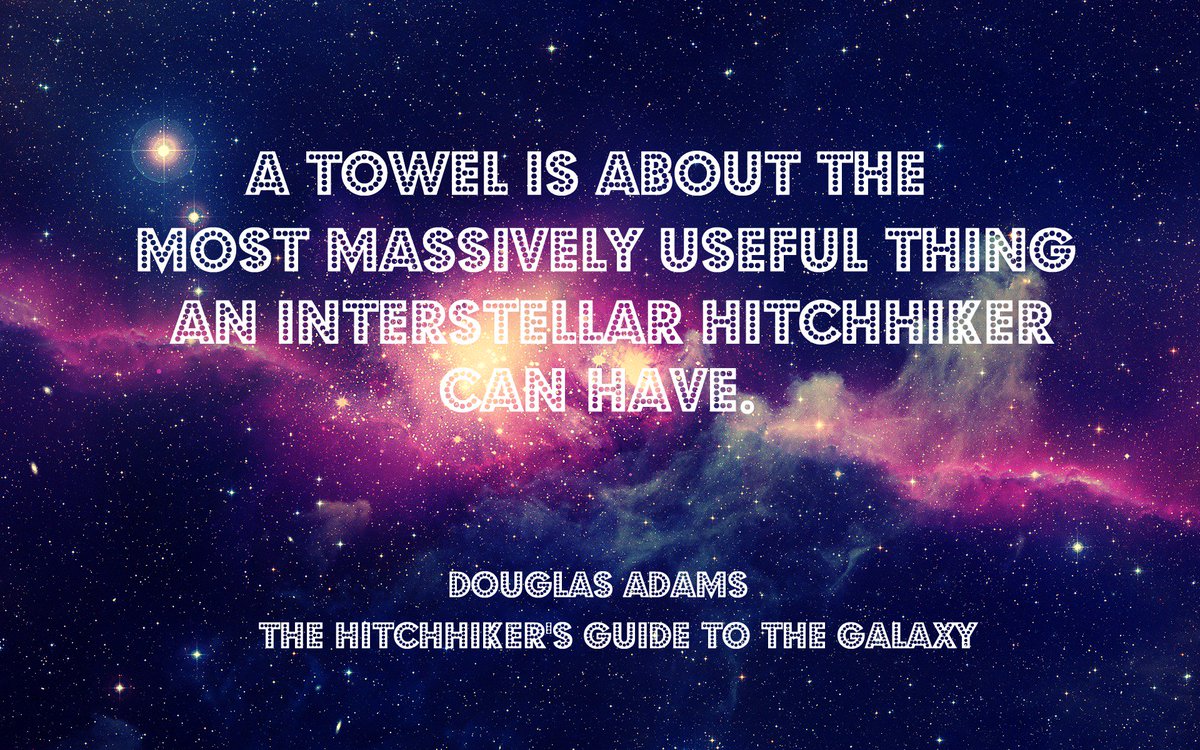 A TOWEL IS ABOUT THE
MOST MASSIVELY USEFUL THING
AN INTERSTELLAR HITCHHIKER
CAN HAVE.
DOUGLAS ADAMS
THE HITCHHIKER'S GUIDE TO THE GALAXY